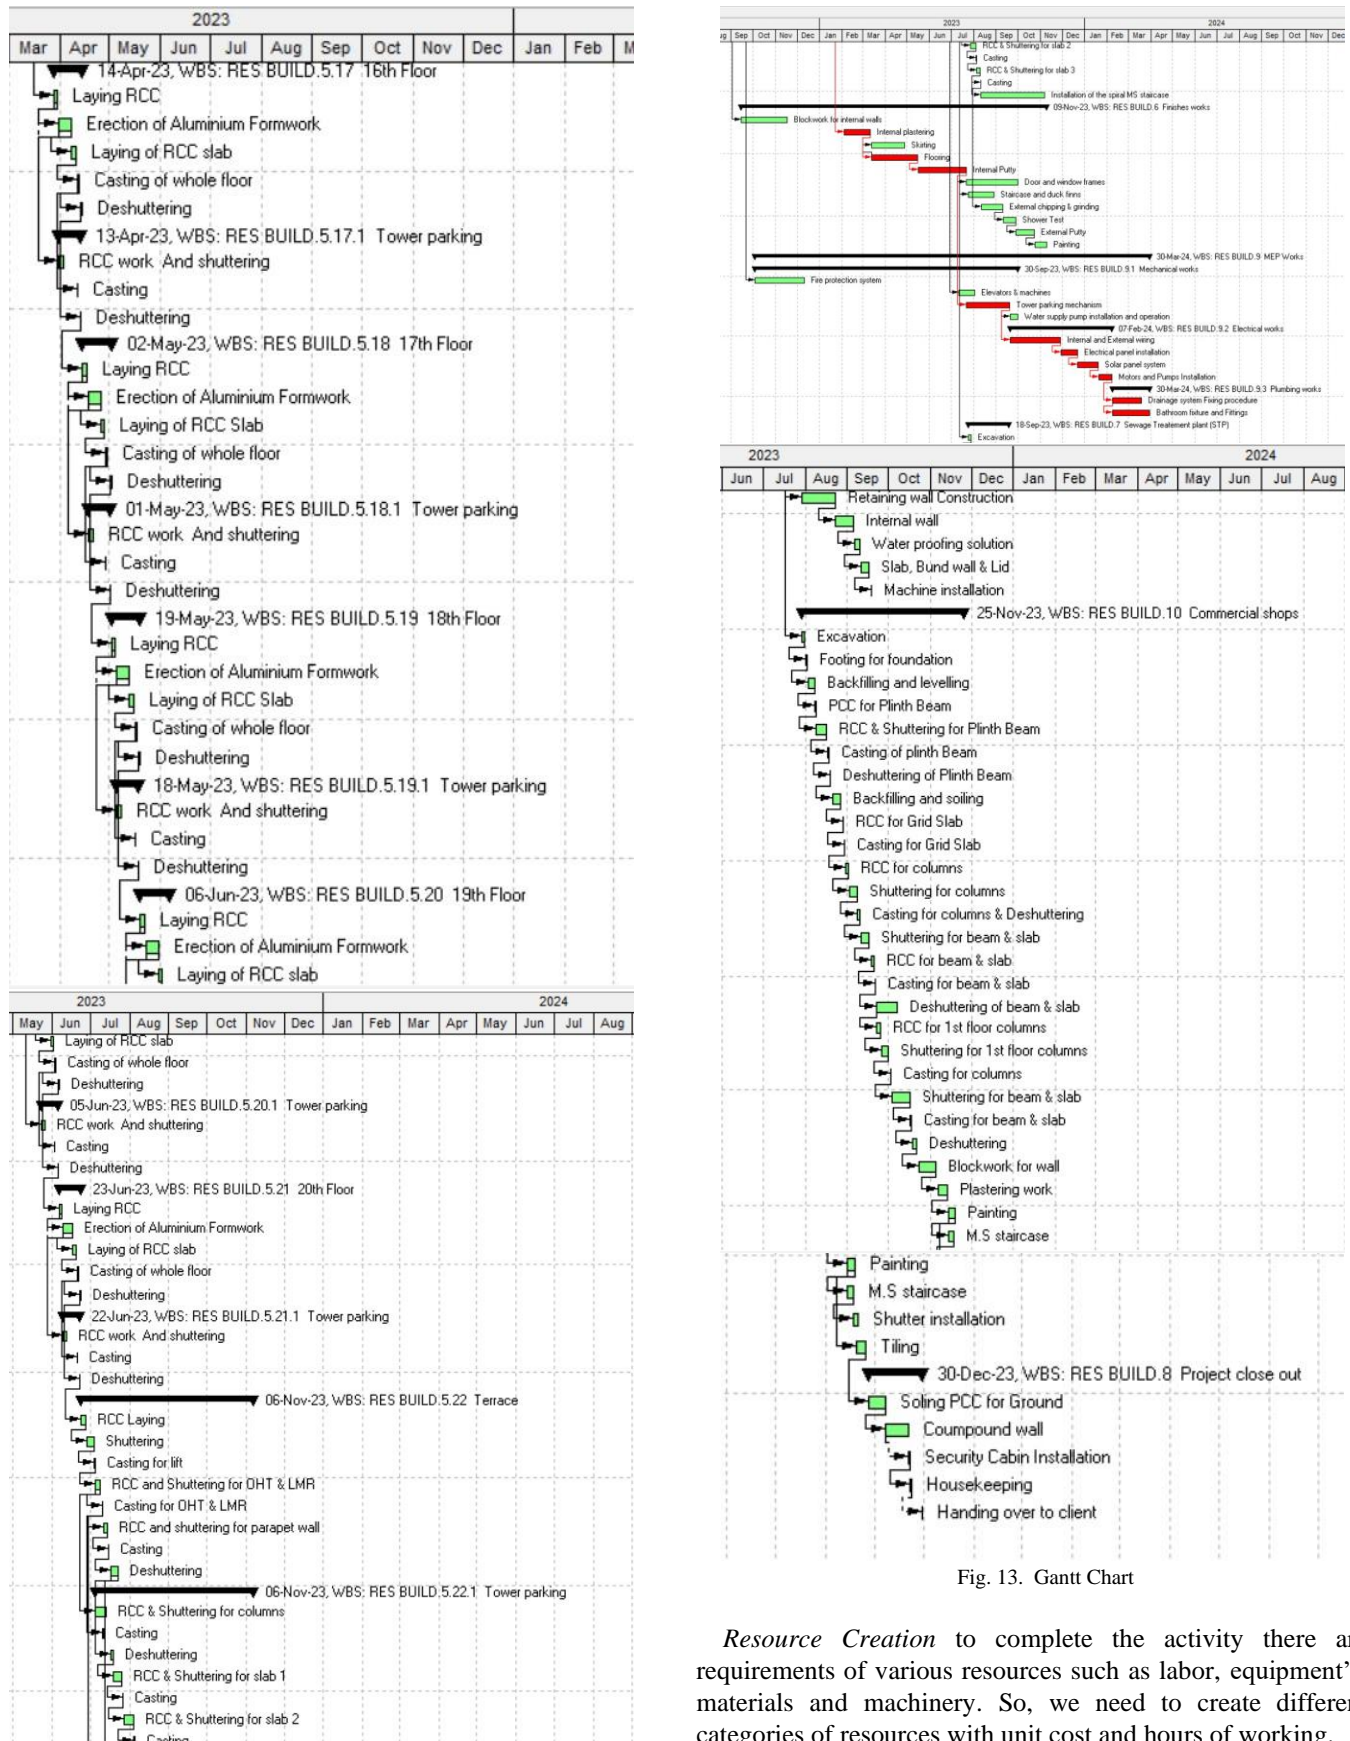 2023
Mar Apr May Jun Jul Aug Sep Oct Nov Dec Jan Feb M
14-Apr-23, WBS: RES BUILD.5.17 16th Floor
Laying RCC
Erection of Aluminium Formwork
Laying of RCC slab
Casting of whole floor
Deshuttering
13-Apr-23, WBS: RES BUILD.5.17.1 Tower parking
RCC work And shuttering
Casting
Deshuttering
02-May-23, WBS: RES BUILD.5.18 17th Floor
Laying RCC
Erection of Aluminium Formwork
Laying of RCC Slab
Casting of whole floor
Deshuttering
01-May-23, WBS: RES BUILD.5.18.1 Tower parking
RCC work And shuttering
Casting
Deshuttering
19-May-23, WBS: RES BUILD.5.19 18th Floor
Laying RCC
Erection of Aluminium Formwork
Laying of RCC Slab
Casting of whole floor
Deshuttering
18-May-23, WBS: RES BUILD.5.19.1 Tower parking
RCC work And shuttering
Casting
Deshuttering
06-Jun-23, WBS: RES BUILD.5.20 19th Floor
Laying RCC
Erection of Aluminium Formwork
Laying of RCC slab
2023 2024
May Jun Jul Aug Sep Oct Nov Dec Jan Feb Mar Apr May Jun Jul Aug
Laying of RCC slab
Casting of whole floor
Deshuttering
05-Jun-23, WBS: RES BUILD.5.20.1 Tower parking
RCC work And shuttering
Casting
Deshuttering
23-Jun-23, WBS: RES BUILD.5.21 20th Floor
Laying RCC
Erection of Aluminium Formwork
Laying of RCC slab
Casting of whole floor
Deshuttering
22-Jun-23, WBS: RES BUILD.5.21.1 Tower parking
RCC work And shuttering
Casting
Deshuttering
06-Nov-23, WBS: RES BUILD.5.22 Terrace
RCC Laying
Shuttering
Casting for lift
RCC and Shuttering for OHT & LMR
Casting for OHT & LMR
RCC and shuttering for parapet wall
Casting
Deshuttering
06-Nov-23, WBS: RES BUILD.5.22.1 Tower parking
RCC & Shuttering for columns
Casting
Deshuttering
RCC & Shuttering for slab 1
Casting
RCC & Shuttering for slab 2
Casting
2023 2024
ug Sep Oct Nov Dec Jan Feb Mar Apr May Jun Jul Aug Sep Oct Nov Dec Jan Feb Mar Apr May Jun Jul Aug Sep Oct Nov Dec
RCC & Shuttering for slab 2
Casting
RCC & Shuttering for slab 3
Casting
Installation of the spiral MS staircase
09-Nov-23, WBS: RES BUILD.6 Finishes works
Blockwork for internal walls
Internal plastering
Skirting
Flooring
Internal Putty
Door and window frames
Staircase and duck finns
External chipping & grinding
Shower Test
External Putty
Painting
30-Mar-24, WBS: RES BUILD.9 MEP Works
30-Sep-23, WBS: RES BUILD.9.1 Mechanical works
Fire protection system
Elevators & machines
Tower parking mechanism
Water supply pump installation and operation
07-Feb-24, WBS: RES BUILD.9.2 Electrical works
Internal and External wiring
Electrical panel installation
Solar panel system
Motors and Pumps Installation
30-Mar-24, WBS: RES BUILD.9.3 Plumbing works
Drainage system Fixing procedure
Bathroom fixture and Fittings
18-Sep-23, WBS: RES BUILD.7 Sewage Treatement plant (STP)
Excavation
2023 2024
Jun Jul Aug Sep Oct Nov Dec Jan Feb Mar Apr May Jun Jul Aug
Retaining wall Construction
Internal wall
Water proofing solution
Slab, Bund wall & Lid
Machine installation
25-Nov-23, WBS: RES BUILD.10 Commercial shops
Excavation
Footing for foundation
Backfilling and levelling
PCC for Plinth Beam
RCC & Shuttering for Plinth Beam
Casting of plinth Beam
Deshuttering of Plinth Beam
Backfilling and soiling
RCC for Grid Slab
Casting for Grid Slab
RCC for columns
Shuttering for columns
Casting for columns & Deshuttering
Shuttering for beam & slab
RCC for beam & slab
Casting for beam & slab
Deshuttering of beam & slab
RCC for 1st floor columns
Shuttering for 1st floor columns
Casting for columns
Shuttering for beam & slab
Casting for beam & slab
Deshuttering
Blockwork for wall
Plastering work
Painting
M.S staircase
Painting
M.S staircase
Shutter installation
Tiling
30-Dec-23, WBS: RES BUILD.8 Project close out
Soling PCC for Ground
Coumpound wall
Security Cabin Installation
Housekeeping
Handing over to client
Fig. 13. Gantt Chart
Resource Creation to complete the activity there ar
requirements of various resources such as labor, equipment’
materials and machinery. So, we need to create differen
categories of resources with unit cost and hours of working.